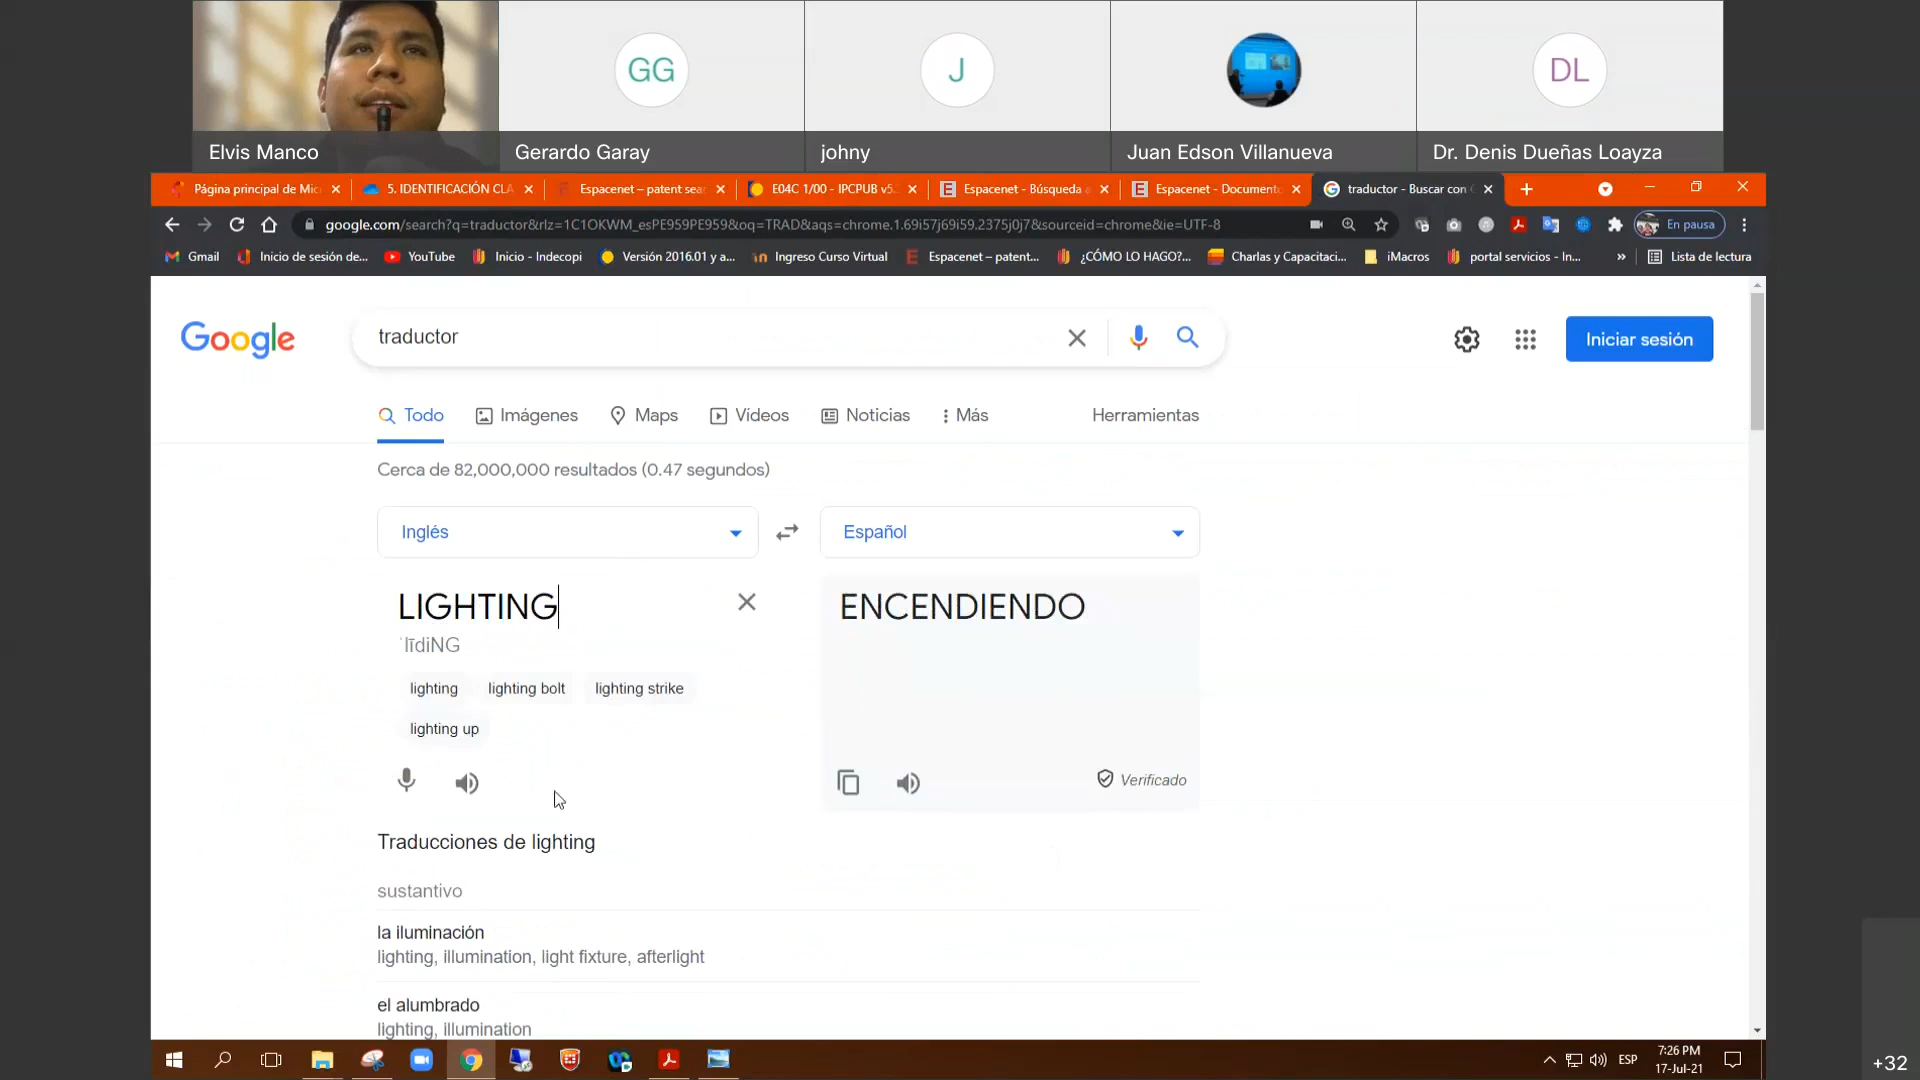 GG
J
DL
Elvis Manco
Gerardo Garay
johny
Juan Edson Villanueva
Dr. Denis Dueñas Loayza
Página principal de Mic
5. IDENTIFICACIÓN CLA
Espacenet – patent sea
E04C 1/00 - IPCPUB v5.
Espacenet - Búsqueda a
Espacenet - Documento
traductor - Buscar con
google.com/search?q=traductor&rlz=1C1OKWM_esPE959PE959&oq=TRAD&aqs=chrome.1.69i57j69i59.2375j0j7&sourceid=chrome&ie=UTF-8
En pausa
Gmail
Inicio de sesión de...
YouTube
Inicio - Indecopi
Versión 2016.01 y a...
Ingreso Curso Virtual
Espacenet – patent...
¿CÓMO LO HAGO?...
Charlas y Capacitaci...
iMacros
portal servicios - In...
»
Lista de lectura
Google
traductor
Iniciar sesión
Todo
Imágenes
Maps
Videos
Noticias
Más
Herramientas
Cerca de 82,000,000 resultados (0.47 segundos)
Inglés
Español
LIGHTING
ENCENDIENDO
ˈlīdiNG
lighting
lighting bolt
lighting strike
lighting up
Verificado
Traducciones de lighting
sustantivo
la iluminación
lighting, illumination, light fixture, afterlight
el alumbrado
lighting, illumination
ESP
7:26 PM
17-Jul-21
+32